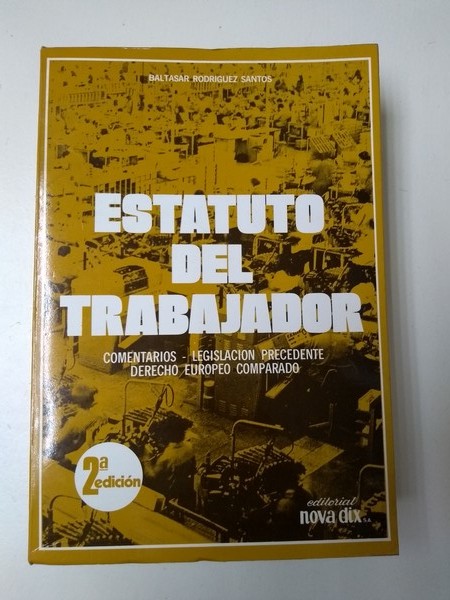 BALTASAR RODRIGUEZ SANTOS
ESTATUTO
DEL
TRABAJADOR
COMENTARIOS - LEGISLACION PRECEDENTE
DERECHO EUROPEO COMPARADO
2ª
edición
editorial
nova dix s.a.